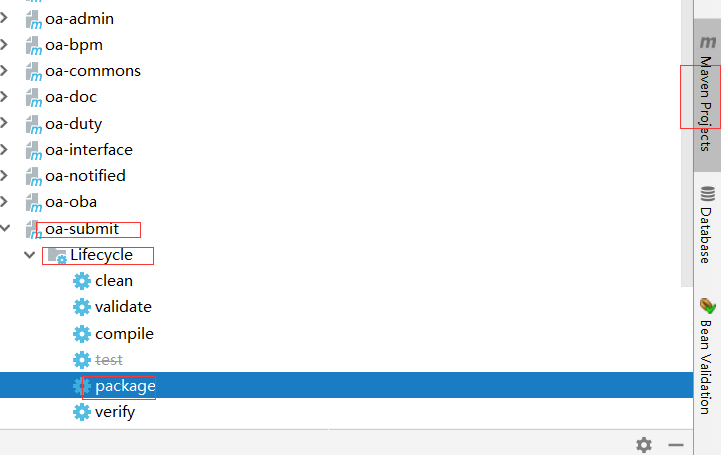 oa-admin
oa-bpm
oa-commons
oa-doc
oa-duty
oa-interface
oa-notified
oa-oba
oa-submit
Lifecycle
clean
validate
compile
test
package
verify
m Maven Projects
Database
Bean Validation